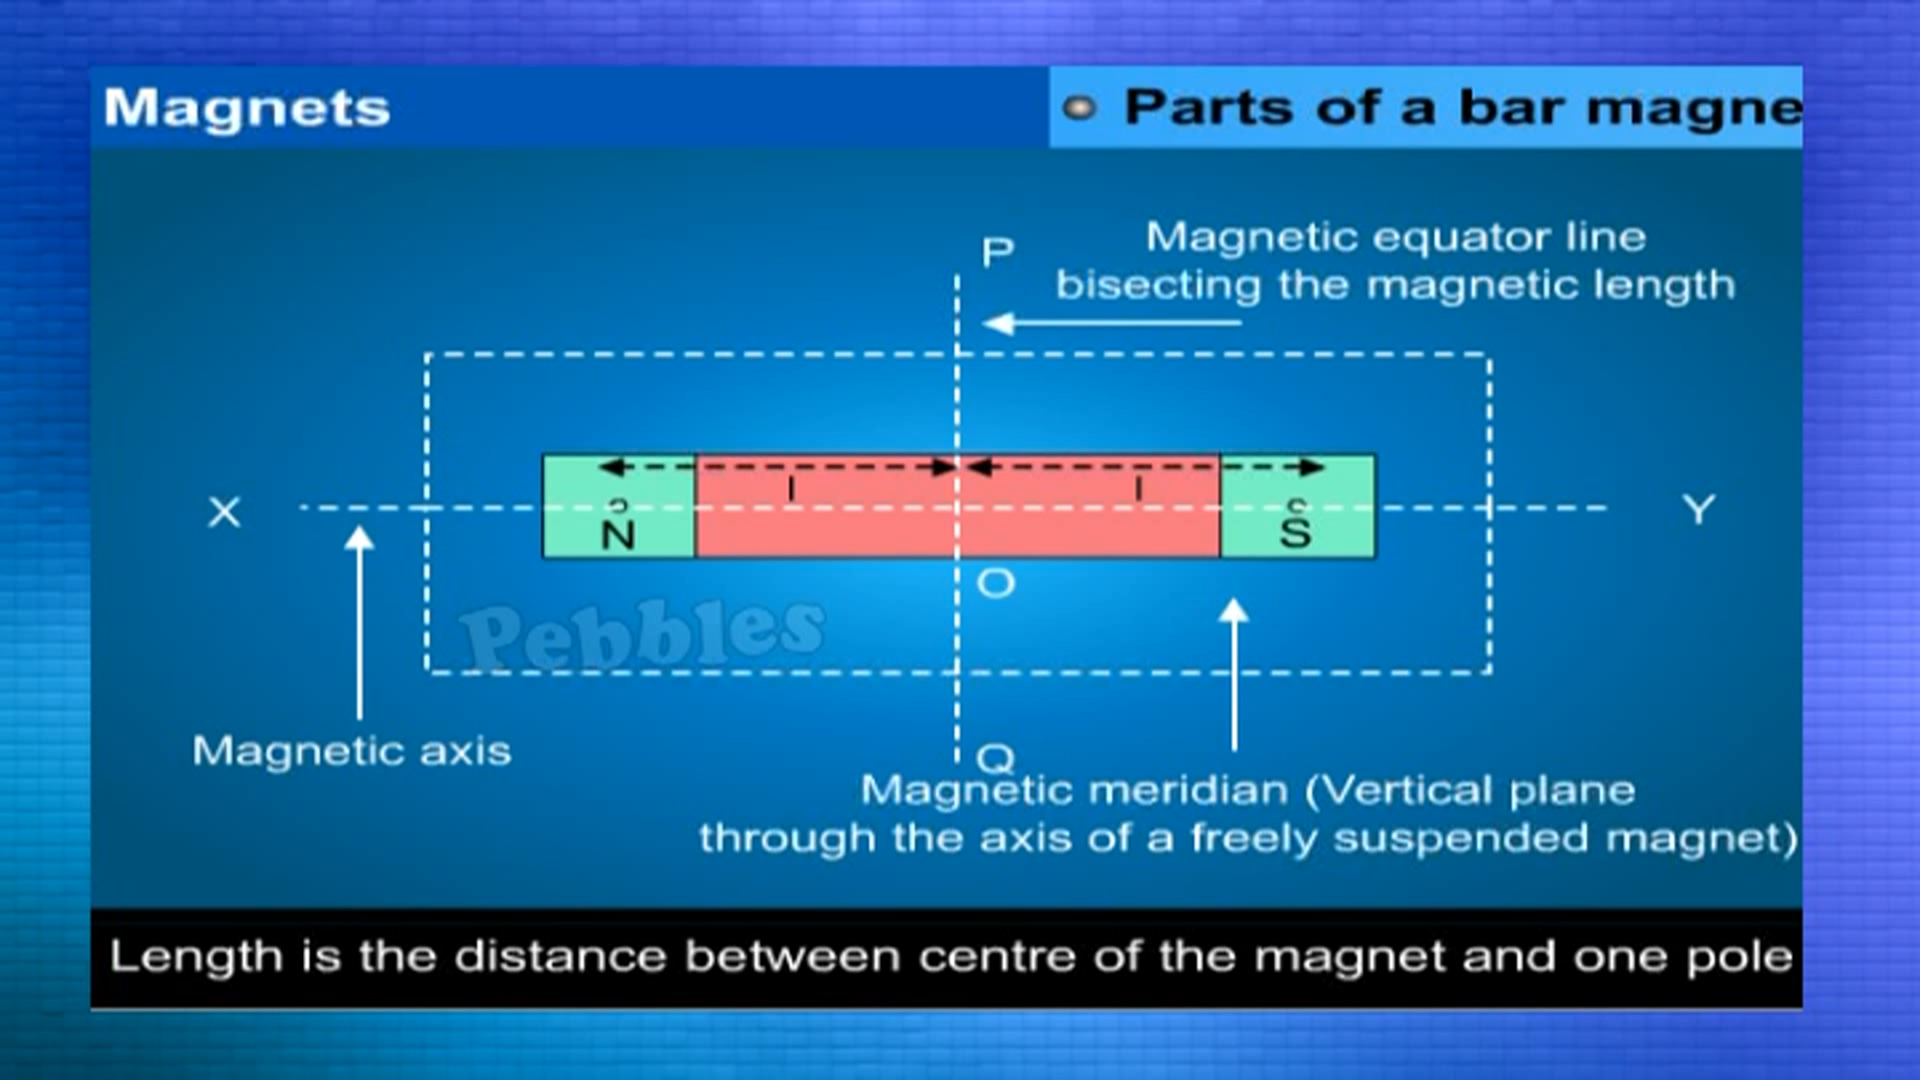 Magnets
Parts of a bar magne
P
Magnetic equator line
bisecting the magnetic length
l
l
X
Y
N
S
O
Pebbles
Q
Magnetic axis
Magnetic meridian (Vertical plane
through the axis of a freely suspended magnet)
Length is the distance between centre of the magnet and one pole